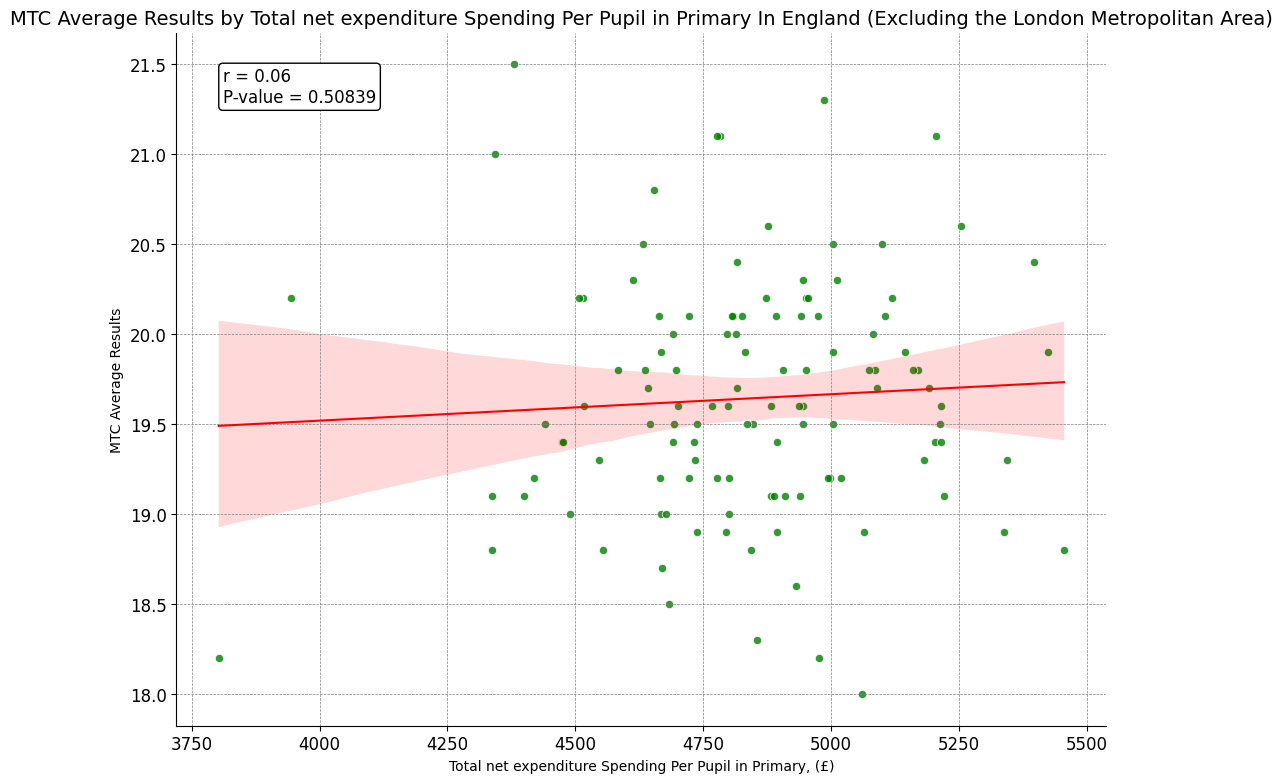 MTC Average Results by Total net expenditure Spending Per Pupil in Primary In England (Excluding the London Metropolitan Area)
r = 0.06
P-value = 0.50839
MTC Average Results
21.5
21.0
20.5
20.0
19.5
19.0
18.5
18.0
3750 4000 4250 4500 4750 5000 5250 5500
Total net expenditure Spending Per Pupil in Primary, (£)